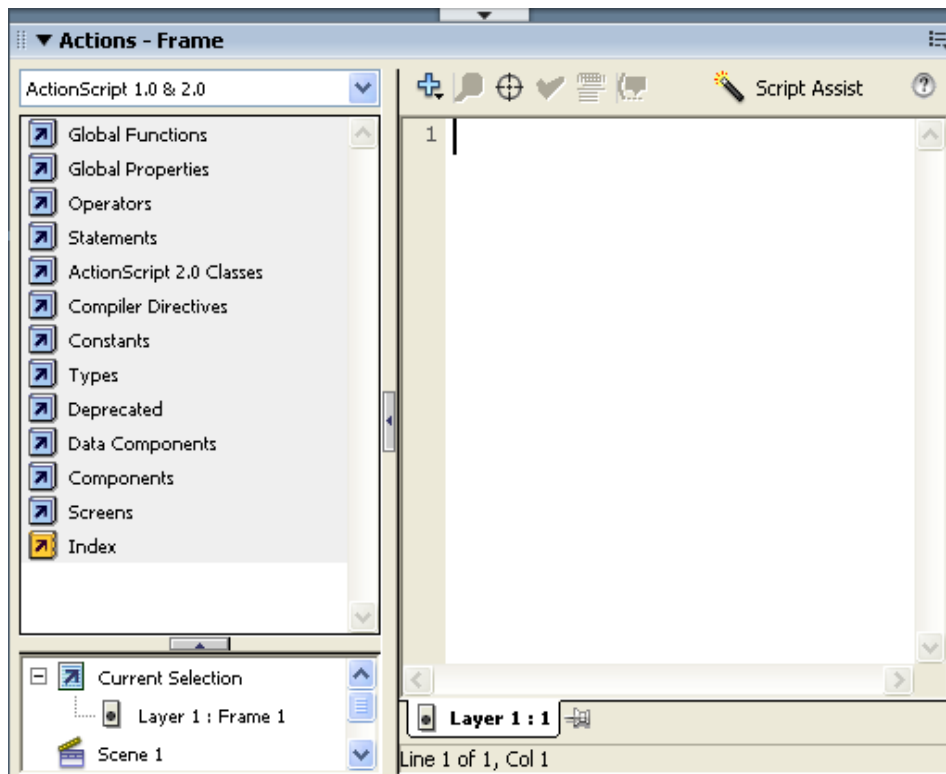 Actions - Frame
ActionScript 1.0 & 2.0
Global Functions
Global Properties
Operators
Statements
ActionScript 2.0 Classes
Compiler Directives
Constants
Types
Deprecated
Data Components
Components
Screens
Index
Current Selection
Layer 1 : Frame 1
Scene 1
Script Assist
1
Layer 1 : 1
Line 1 of 1, Col 1